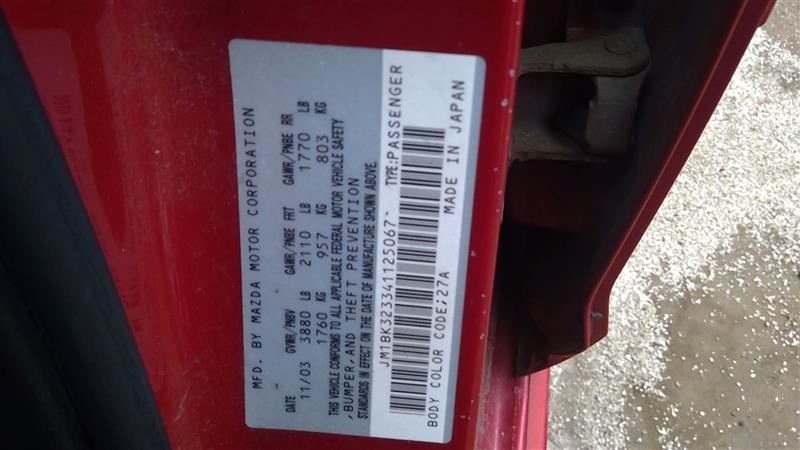 MFD. BY MAZDA MOTOR CORPORATION
DATE GVWR/PNBV GAWR/PNBE FRT GAWR/PNBE RR
11/03 3880 LB 2110 LB 1770 LB
1760 KG 957 KG 803 KG
THIS VEHICLE CONFORMS TO ALL APPLICABLE FEDERAL MOTOR VEHICLE SAFETY
,BUMPER,AND THEFT PREVENTION
STANDARDS IN EFFECT ON THE DATE OF MANUFACTURE SHOWN ABOVE.
JM1BK323341125067 TYPE:PASSENGER
BODY COLOR CODE;27A MADE IN JAPAN